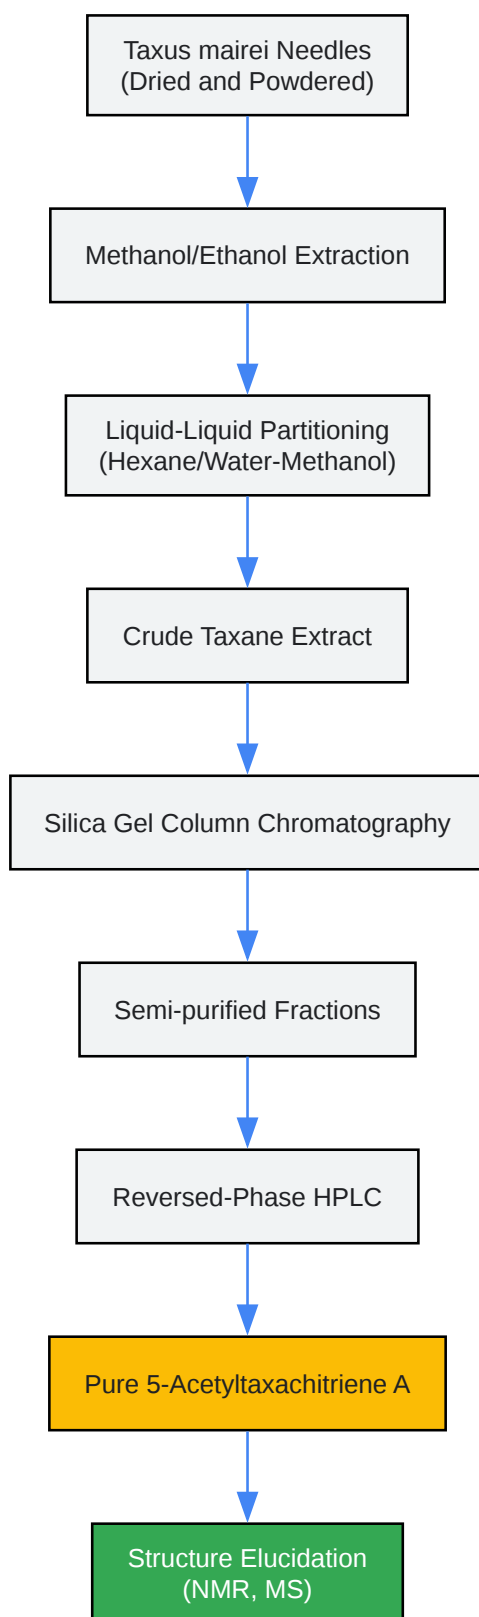 Taxus mairei Needles
(Dried and Powdered)
Methanol/Ethanol Extraction
Liquid-Liquid Partitioning
(Hexane/Water-Methanol)
Crude Taxane Extract
Silica Gel Column Chromatography
Semi-purified Fractions
Reversed-Phase HPLC
Pure 5-Acetyltaxachitriene A
Structure Elucidation
(NMR, MS)